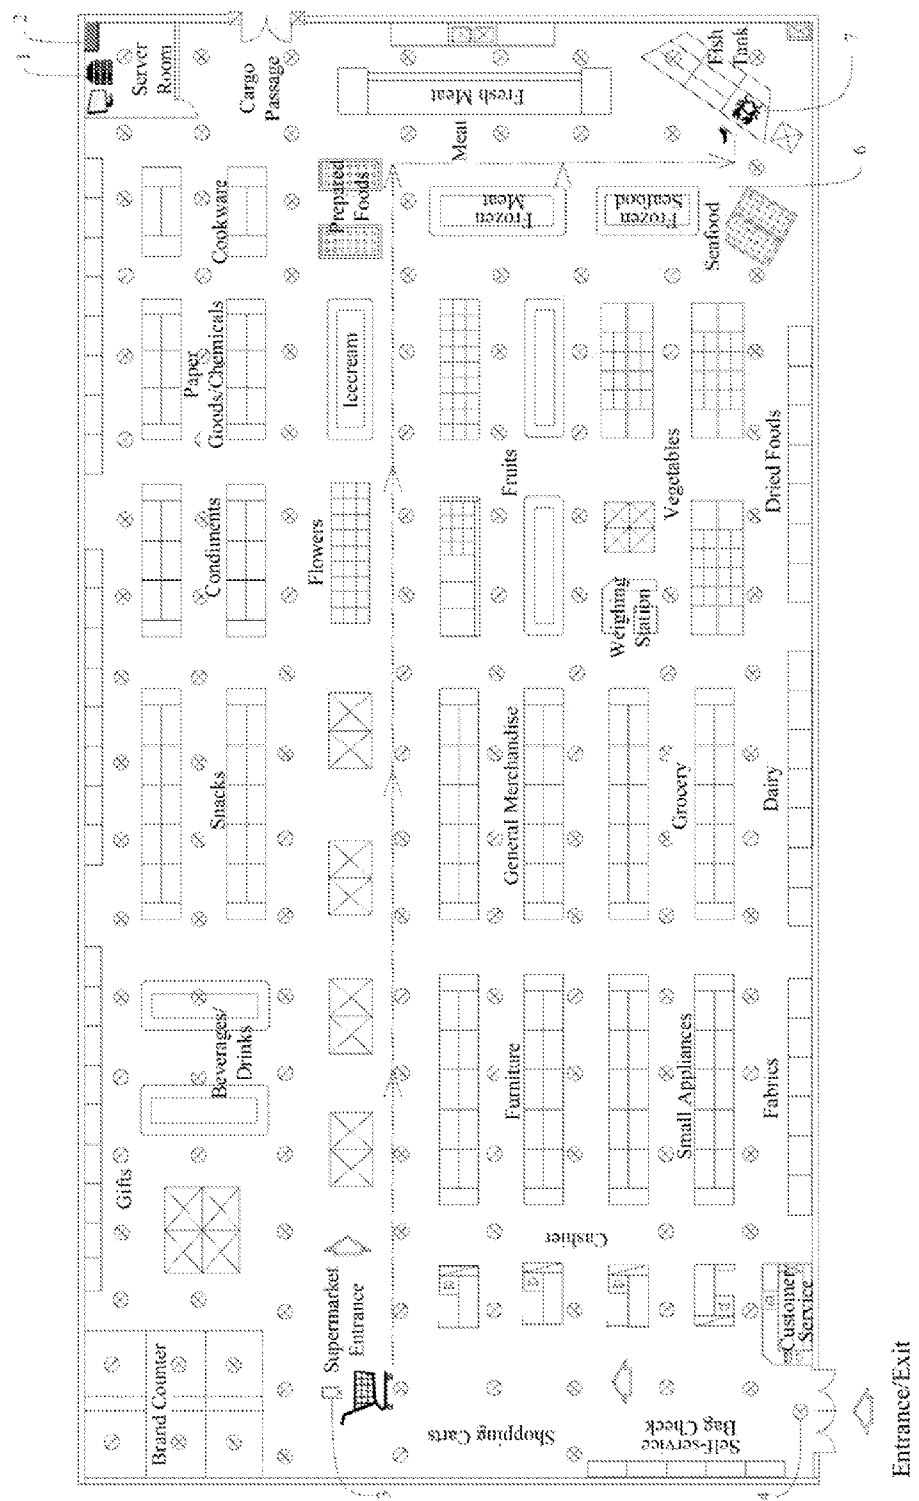 2
1
Server
Room
Cargo
Passage
Fresh Meat
Meat
Fish
Tank
7
6
Cookware
Prepared
Foods
Frozen
Meat
Frozen
Seafood
Seafood
Paper
Goods/Chemicals
Icecream
Condiments
Flowers
Fruits
Vegetables
Dried Foods
Weighing
Station
Snacks
General Merchandise
Grocery
Dairy
Beverages/
Drinks
Furniture
Small Appliances
Fabrics
Gifts
Cashier
Supermarket
Entrance
Customer
Service
Brand Counter
Shopping Carts
Self-service
Bag Check
4
Entrance/Exit